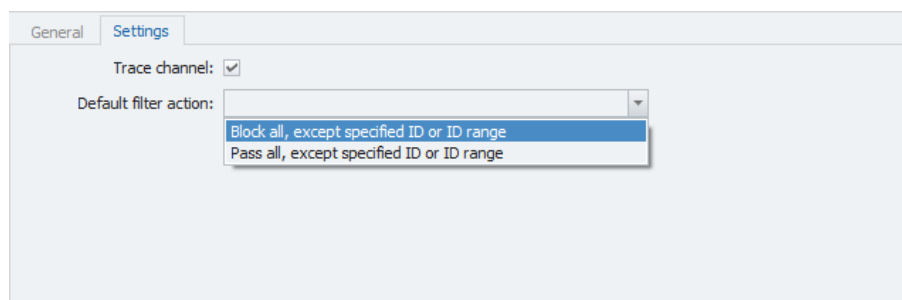 General Settings
Trace channel:
Default filter action:
Block all, except specified ID or ID range
Pass all, except specified ID or ID range